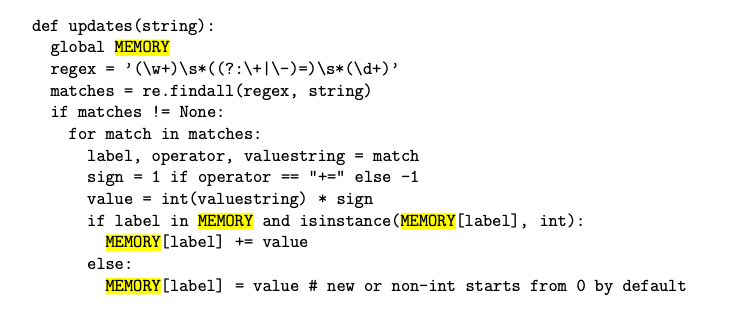 def updates(string):
  global MEMORY
  regex = '(\w+)\s*((?:\+|\-)=)\s*(\d+)'
  matches = re.findall(regex, string)
  if matches != None:
    for match in matches:
      label, operator, valuestring = match
      sign = 1 if operator == "+=" else -1
      value = int(valuestring) * sign
      if label in MEMORY and isinstance(MEMORY[label], int):
        MEMORY[label] += value
      else:
        MEMORY[label] = value # new or non-int starts from 0 by default